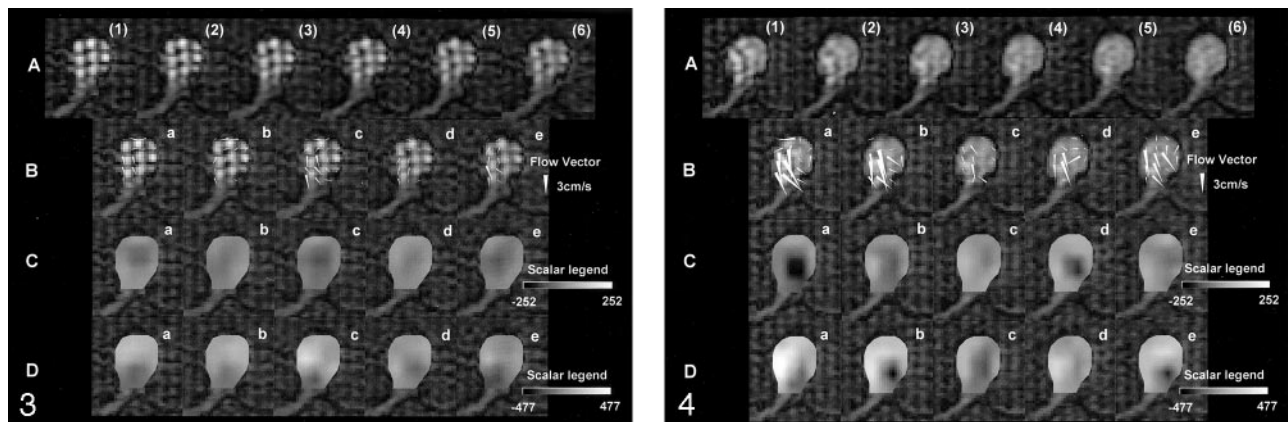 (1) (2) (3) (4) (5) (6)
A
a b c d e
B
Flow Vector
3cm/s
a b c d e
C
Scalar legend
-252 252
a b c d e
D
Scalar legend
-477 477
3
(1) (2) (3) (4) (5) (6)
A
a b c d e
B
Flow Vector
3cm/s
a b c d e
C
Scalar legend
-252 252
a b c d e
D
Scalar legend
-477 477
4